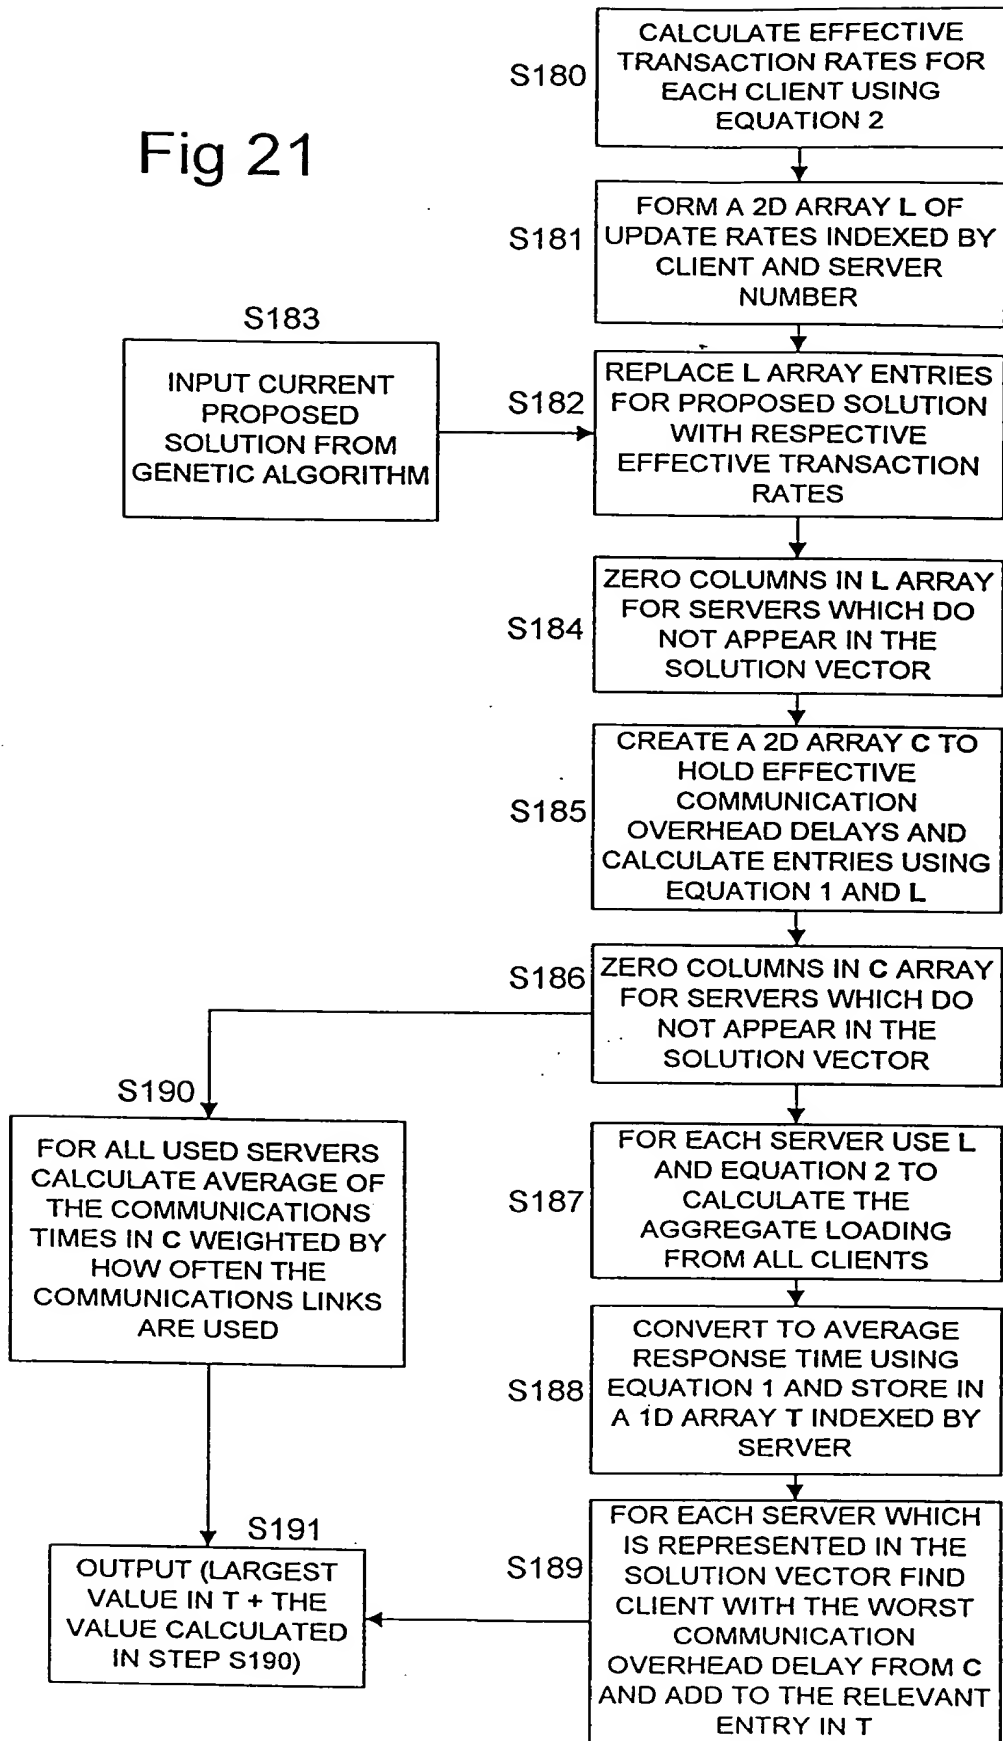 Fig 21
S180
CALCULATE EFFECTIVE
TRANSACTION RATES FOR
EACH CLIENT USING
EQUATION 2
S181
FORM A 2D ARRAY L OF
UPDATE RATES INDEXED BY
CLIENT AND SERVER
NUMBER
S183
INPUT CURRENT
PROPOSED
SOLUTION FROM
GENETIC ALGORITHM
S182
REPLACE L ARRAY ENTRIES
FOR PROPOSED SOLUTION
WITH RESPECTIVE
EFFECTIVE TRANSACTION
RATES
S184
ZERO COLUMNS IN L ARRAY
FOR SERVERS WHICH DO
NOT APPEAR IN THE
SOLUTION VECTOR
S185
CREATE A 2D ARRAY C TO
HOLD EFFECTIVE
COMMUNICATION
OVERHEAD DELAYS AND
CALCULATE ENTRIES USING
EQUATION 1 AND L
S186
ZERO COLUMNS IN C ARRAY
FOR SERVERS WHICH DO
NOT APPEAR IN THE
SOLUTION VECTOR
S190
FOR ALL USED SERVERS
CALCULATE AVERAGE OF
THE COMMUNICATIONS
TIMES IN C WEIGHTED BY
HOW OFTEN THE
COMMUNICATIONS LINKS
ARE USED
S187
FOR EACH SERVER USE L
AND EQUATION 2 TO
CALCULATE THE
AGGREGATE LOADING
FROM ALL CLIENTS
S188
CONVERT TO AVERAGE
RESPONSE TIME USING
EQUATION 1 AND STORE IN
A 1D ARRAY T INDEXED BY
SERVER
S189
FOR EACH SERVER WHICH
IS REPRESENTED IN THE
SOLUTION VECTOR FIND
CLIENT WITH THE WORST
COMMUNICATION
OVERHEAD DELAY FROM C
AND ADD TO THE RELEVANT
ENTRY IN T
S191
OUTPUT (LARGEST
VALUE IN T + THE
VALUE CALCULATED
IN STEP S190)